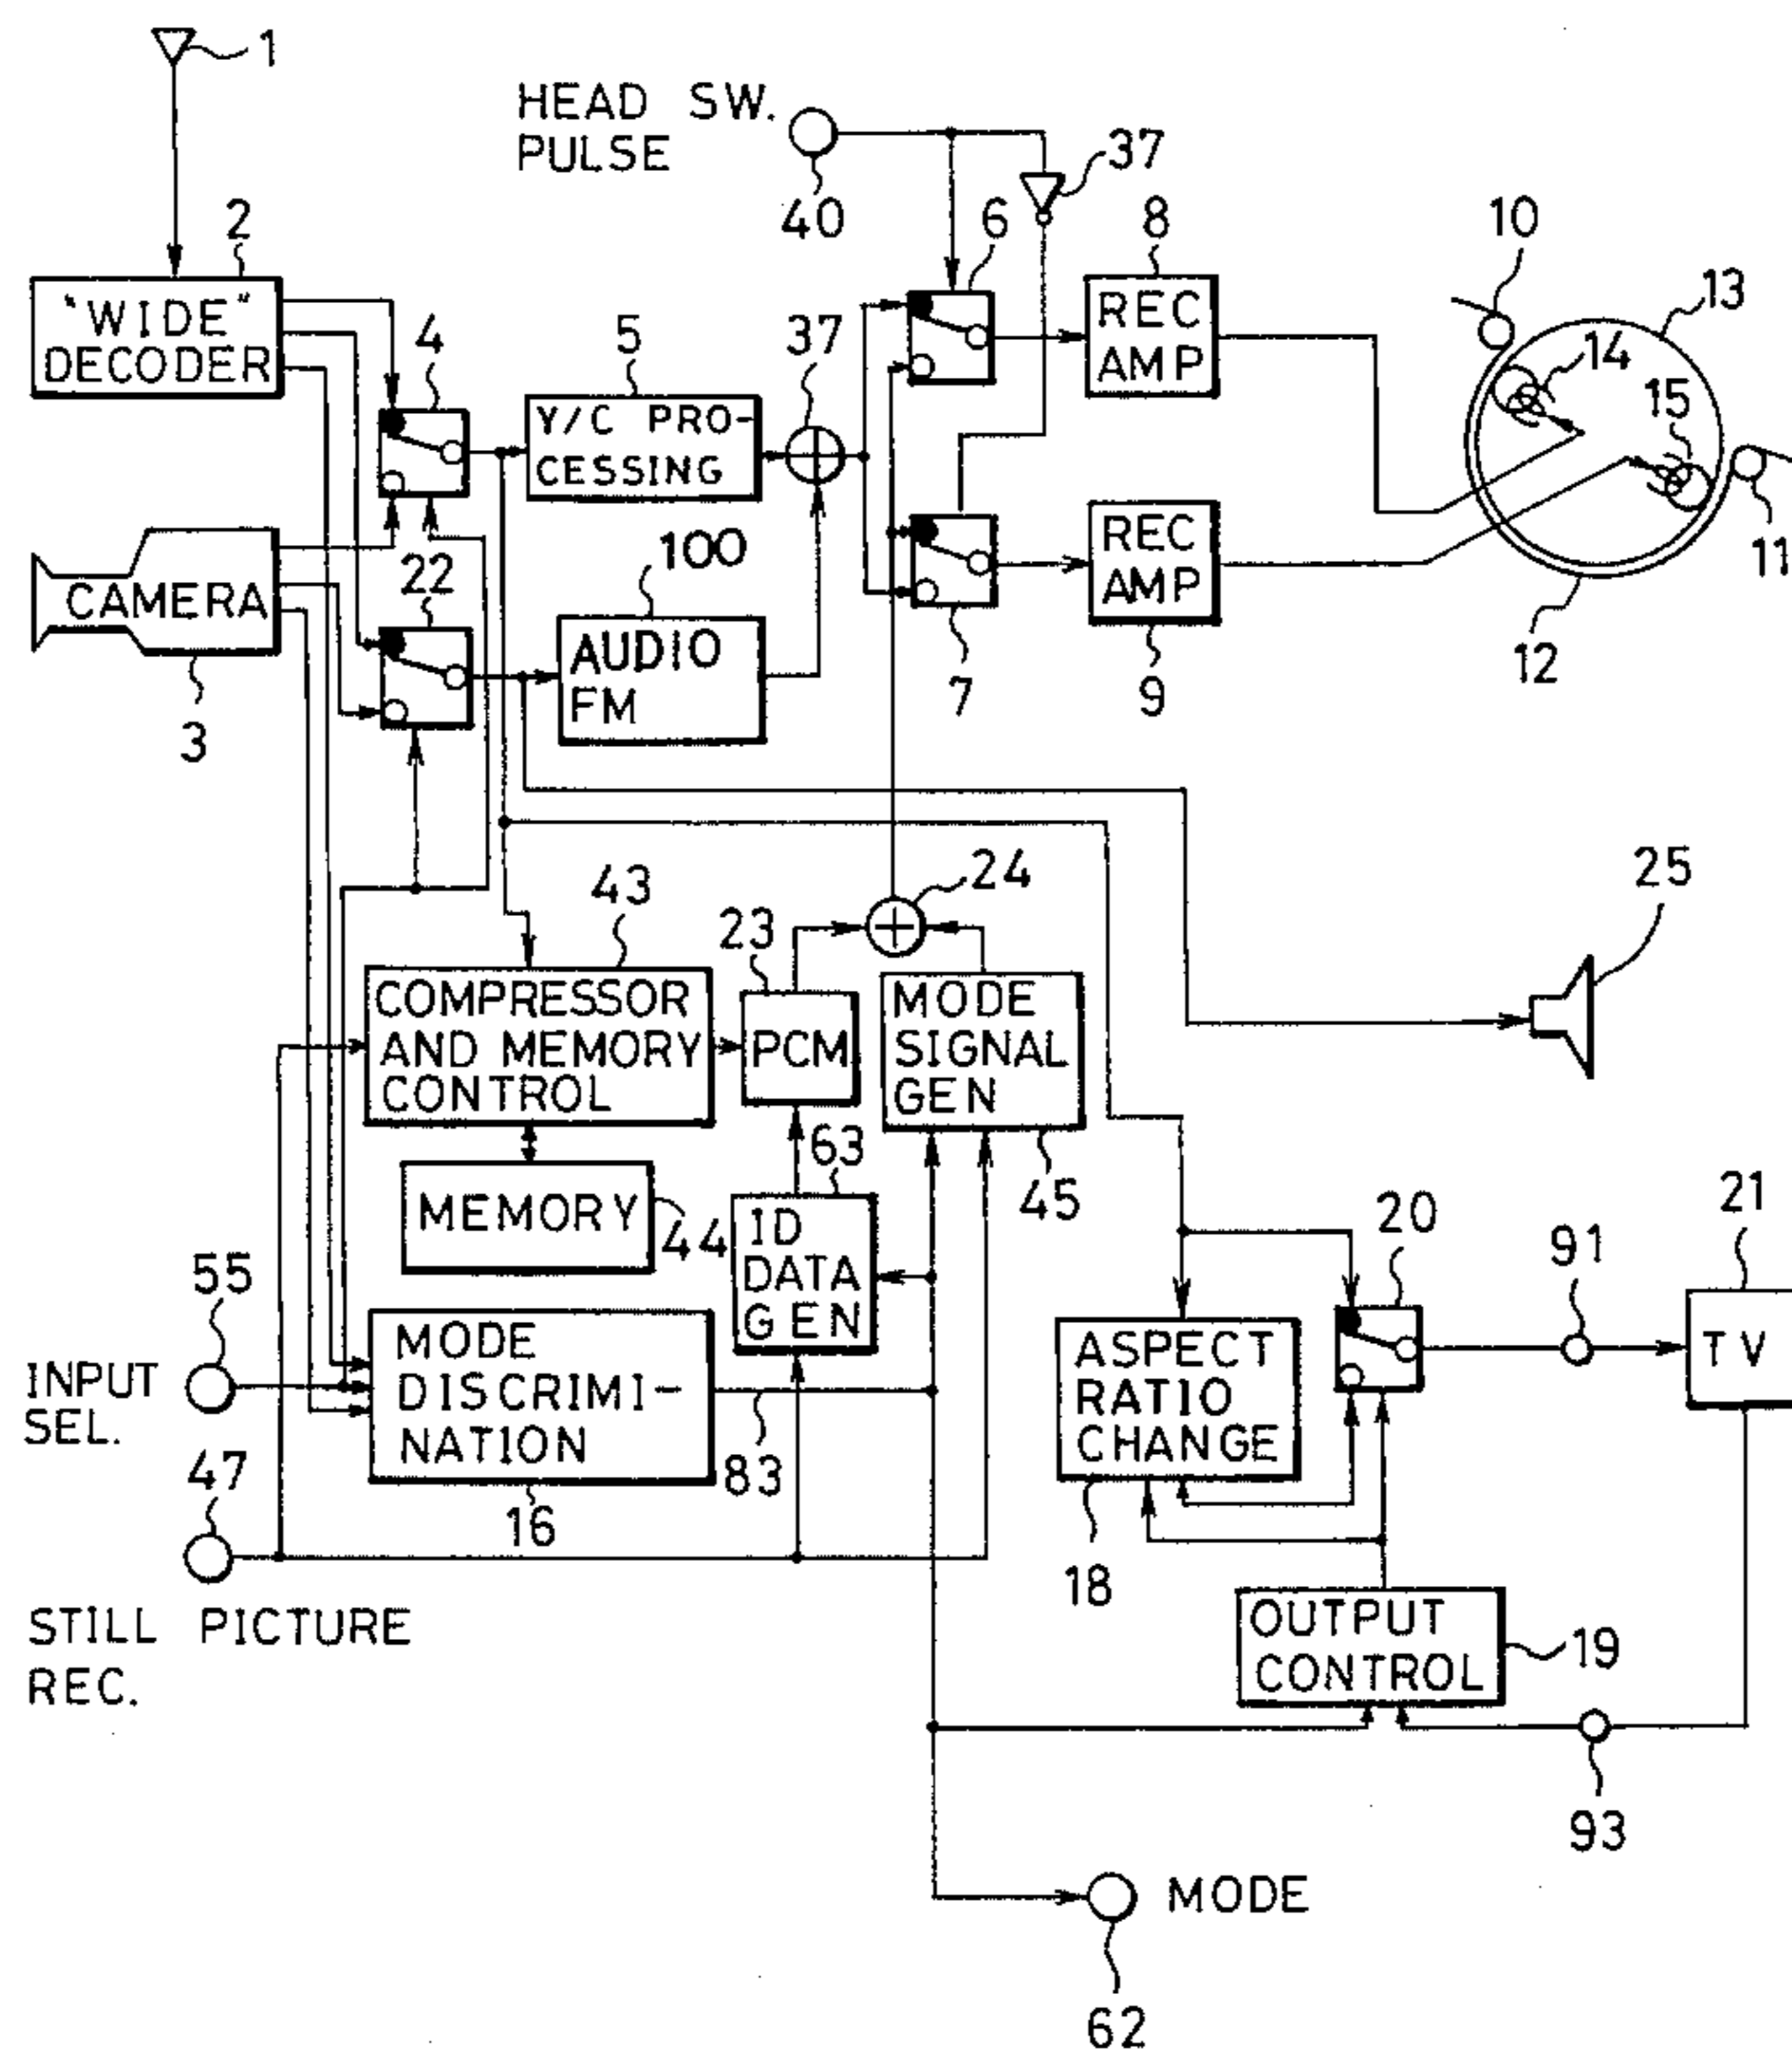 1
HEAD SW.
PULSE
40
37
2
"WIDE"
DECODER
4
5
Y/C PRO-
CESSING
37
6
8
REC
AMP
10
13
14
15
11
12
CAMERA
3
22
100
AUDIO
FM
7
REC
AMP
9
43
COMPRESSOR
AND MEMORY
CONTROL
23
PCM
24
MODE
SIGNAL
GEN
45
25
MEMORY
44
63
ID
DATA
GEN
55
INPUT
SEL.
MODE
DISCRIMI-
NATION
16
83
47
STILL PICTURE
REC.
ASPECT
RATIO
CHANGE
18
20
91
21
TV
OUTPUT
CONTROL
19
93
MODE
62